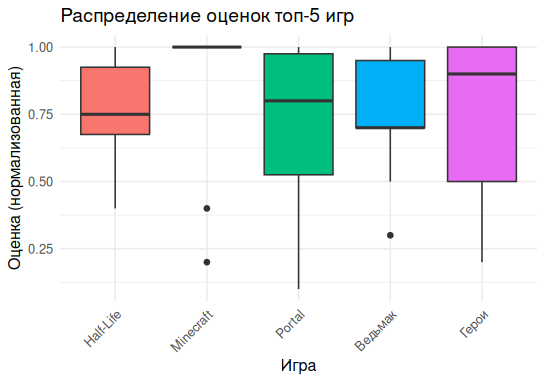 Распределение оценок топ-5 игр
Оценка (нормализованная)
1.00
0.75
0.50
0.25
Half-Life
Minecraft
Portal
Ведьмак
Герои
Игра